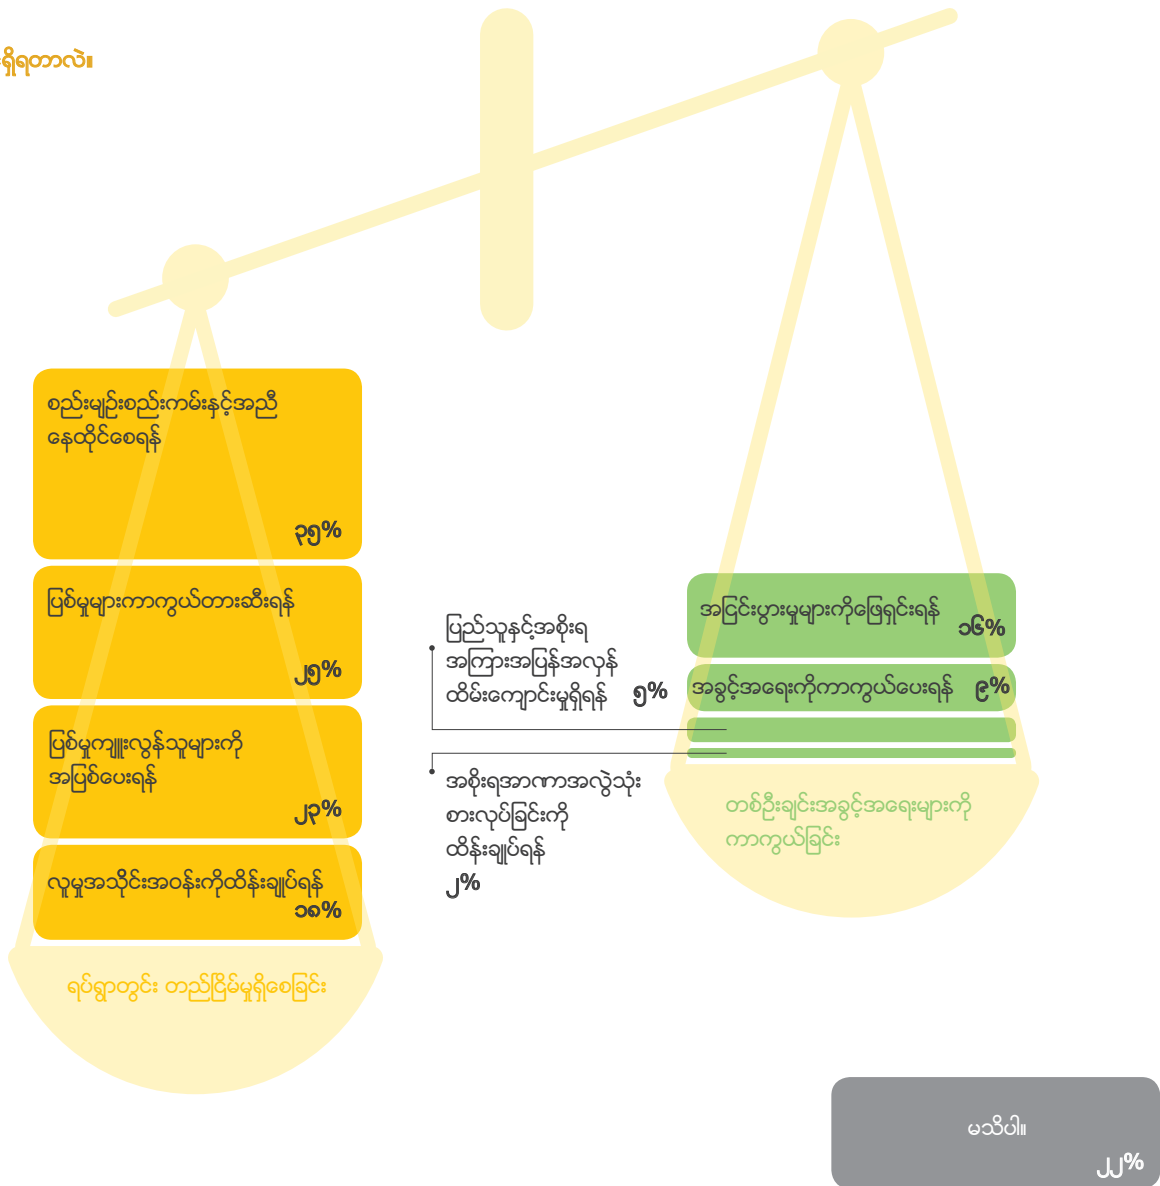 ရှိရတာလဲ။
စည်းမျဉ်းစည်းကမ်းနှင့်အညီ
နေထိုင်စေရန်
၃၅%
ပြစ်မှုများကာကွယ်တားဆီးရန်
၂၅%
ပြစ်မှုကျူးလွန်သူများကို
အပြစ်ပေးရန်
၂၃%
လူမှုအသိုင်းအဝန်းကိုထိန်းချုပ်ရန်
၁၈%
ရပ်ရွာတွင်း တည်ငြိမ်မှုရှိစေခြင်း
ပြည်သူနှင့်အစိုးရ
အကြားအပြန်အလှန်
ထိမ်းကျောင်းမှုရှိရန် ၅%
အစိုးရအာဏာအလွဲသုံး
စားလုပ်ခြင်းကို
ထိန်းချုပ်ရန်
၂%
အငြင်းပွားမှုများကိုဖြေရှင်းရန်
၁၆%
အခွင့်အရေးကိုကာကွယ်ပေးရန် ၉%
တစ်ဦးချင်းအခွင့်အရေးများကို
ကာကွယ်ခြင်း
မသိပါ။
၂၂%